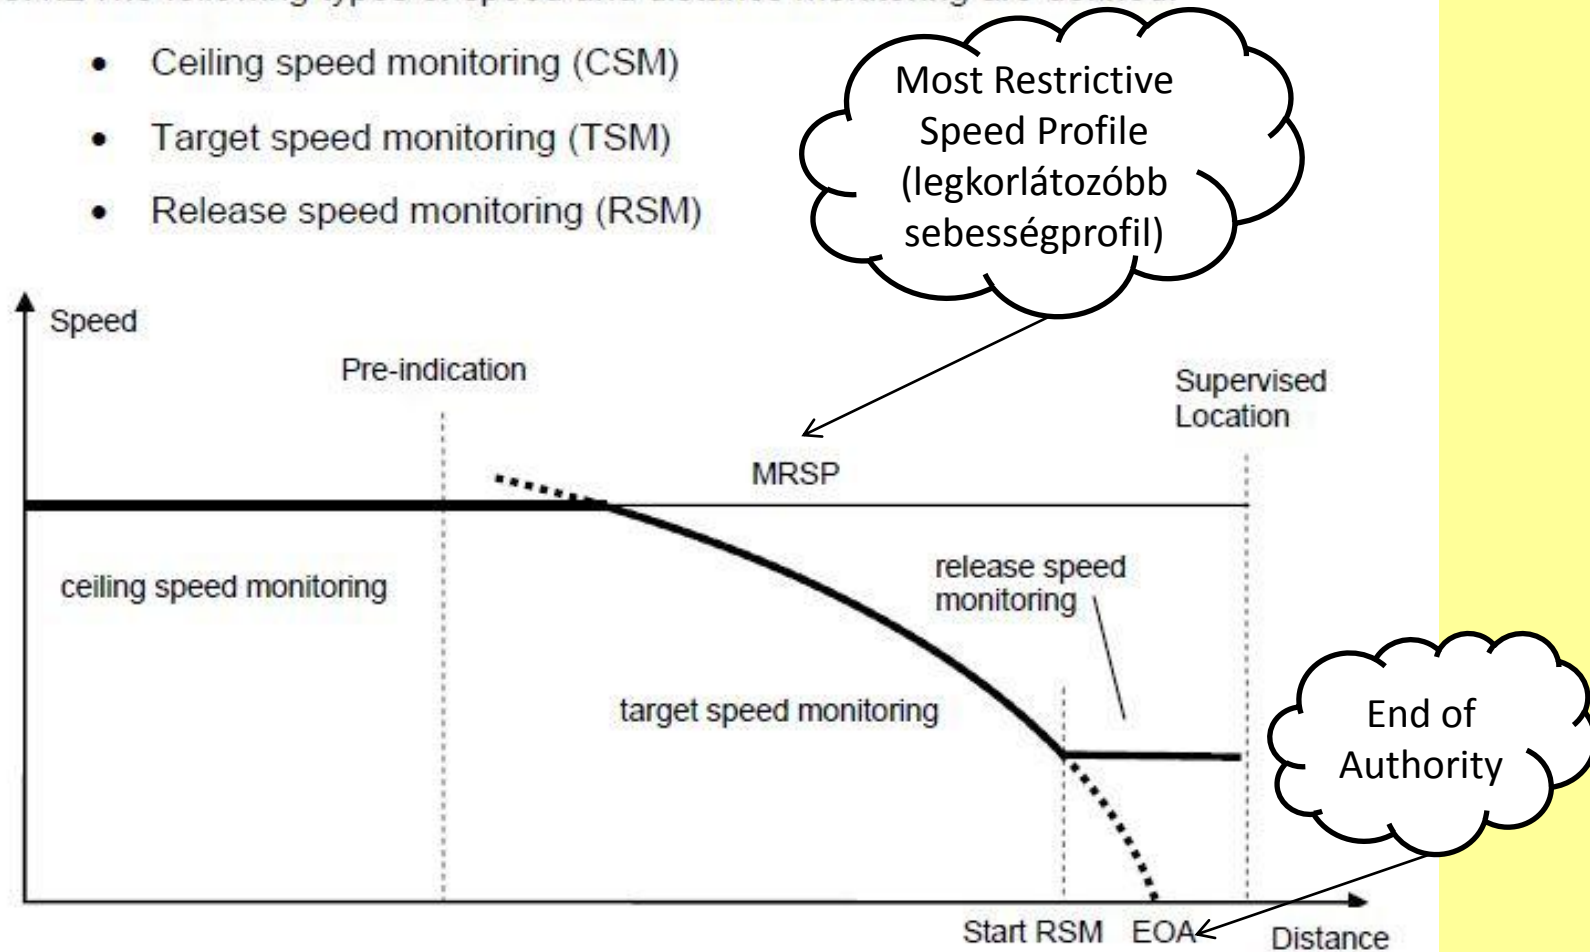 • Ceiling speed monitoring (CSM)
• Target speed monitoring (TSM)
• Release speed monitoring (RSM)
Most Restrictive
Speed Profile
(legkorlátozóbb
sebességprofil)
Speed
Pre-indication
Supervised
Location
MRSP
ceiling speed monitoring
release speed
monitoring
target speed monitoring
End of
Authority
Start RSM
EOA
Distance